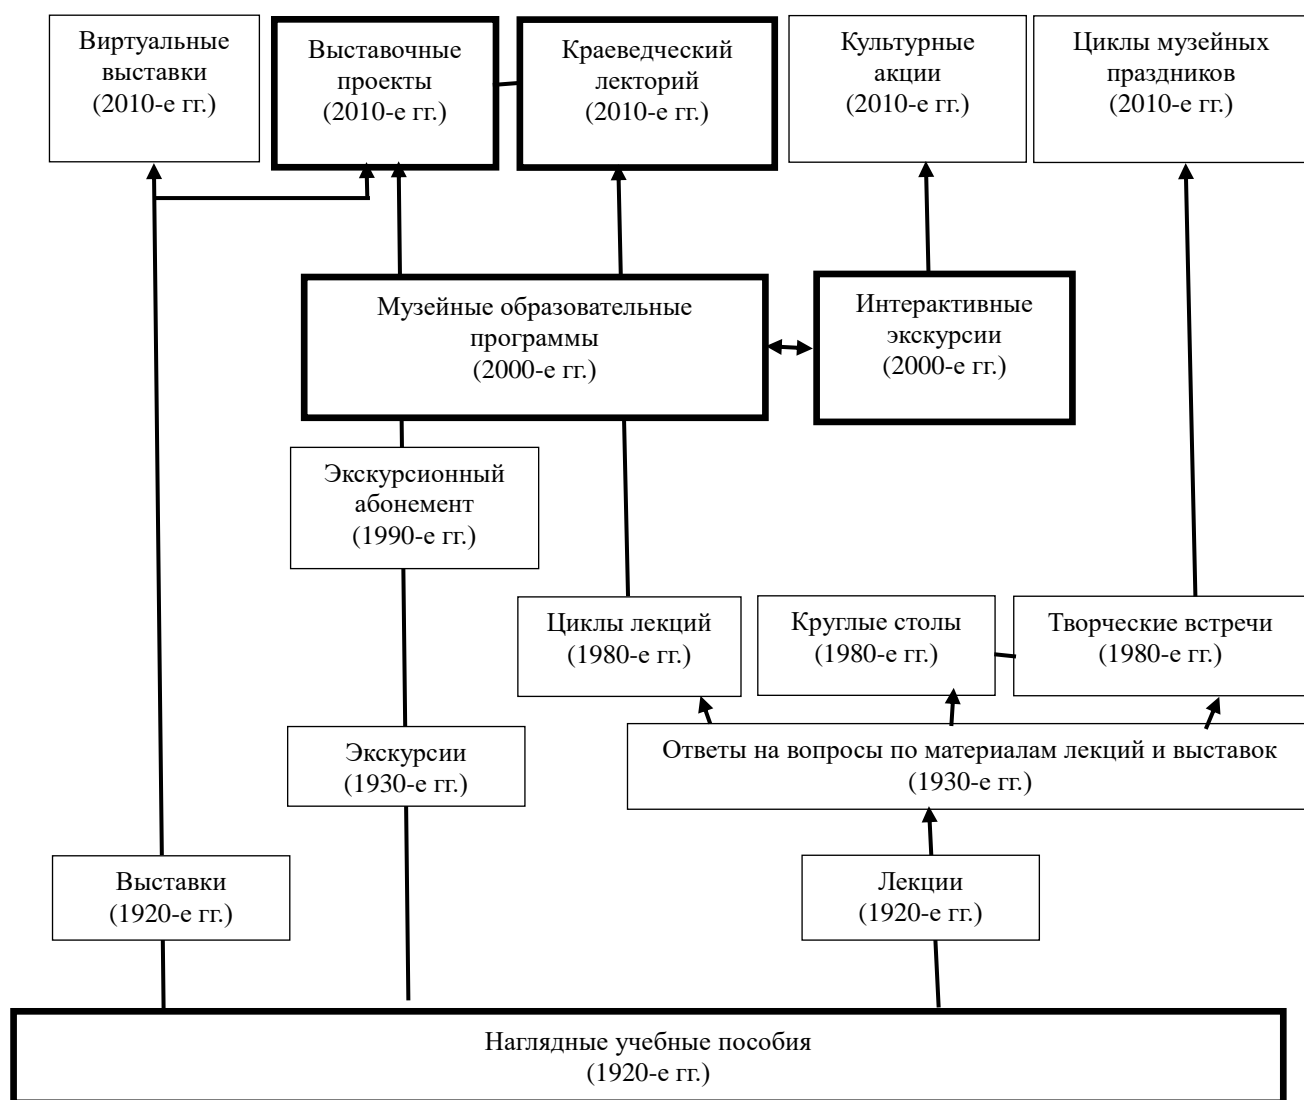 Виртуальные
выставки
(2010-е гг.)
Выставочные
проекты
(2010-е гг.)
Краеведческий
лекторий
(2010-е гг.)
Культурные
акции
(2010-е гг.)
Циклы музейных
праздников
(2010-е гг.)
Музейные образовательные
программы
(2000-е гг.)
Интерактивные
экскурсии
(2000-е гг.)
Экскурсионный
абонемент
(1990-е гг.)
Циклы лекций
(1980-е гг.)
Круглые столы
(1980-е гг.)
Творческие встречи
(1980-е гг.)
Экскурсии
(1930-е гг.)
Ответы на вопросы по материалам лекций и выставок
(1930-е гг.)
Выставки
(1920-е гг.)
Лекции
(1920-е гг.)
Наглядные учебные пособия
(1920-е гг.)